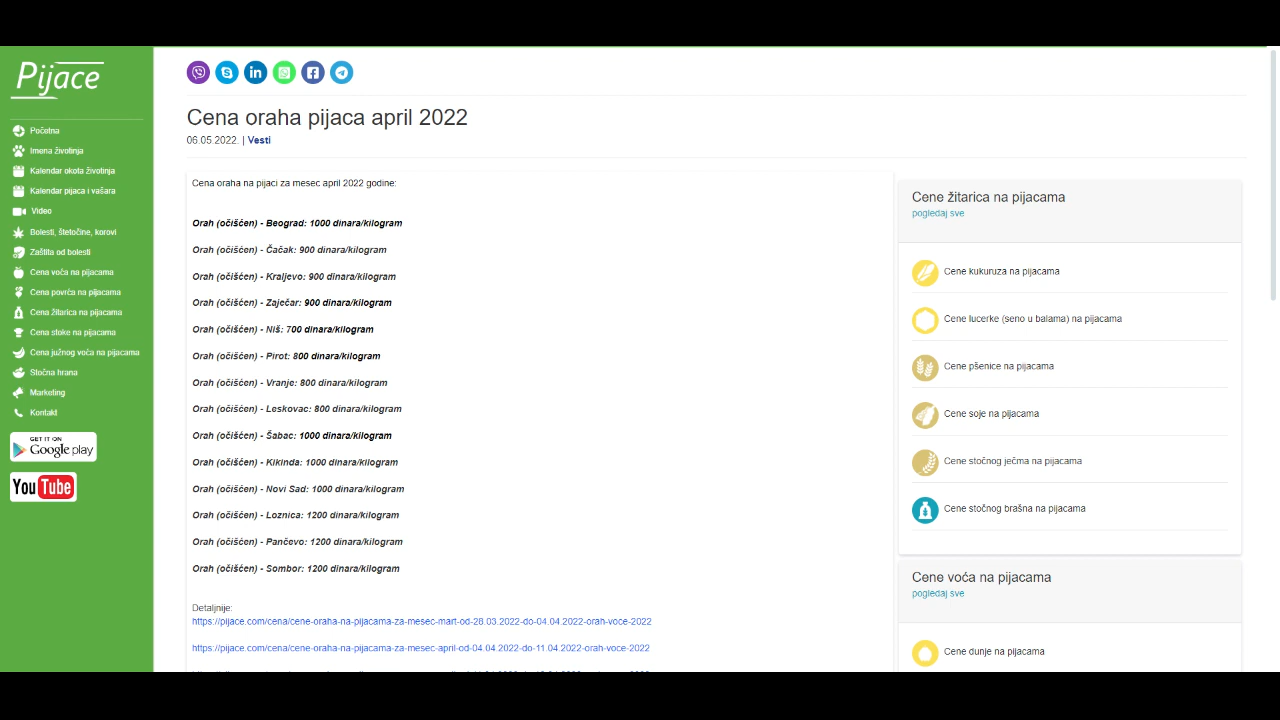 Pijace
Početna
Imena životinja
Kalendar okota životinja
Kalendar pijaca i vašara
Video
Bolesti, štetočine, korovi
Zaštita od bolesti
Cena voća na pijacama
Cena povrća na pijacama
Cena žitarica na pijacama
Cena stoke na pijacama
Cena južnog voća na pijacama
Stočna hrana
Marketing
Kontakt
GET IT ON
Google play
YouTube
Cena oraha pijaca april 2022
06.05.2022. | Vesti
Cena oraha na pijaci za mesec april 2022 godine:
Orah (očišćen) - Beograd: 1000 dinara/kilogram
Orah (očišćen) - Čačak: 900 dinara/kilogram
Orah (očišćen) - Kraljevo: 900 dinara/kilogram
Orah (očišćen) - Zaječar: 900 dinara/kilogram
Orah (očišćen) - Niš: 700 dinara/kilogram
Orah (očišćen) - Pirot: 800 dinara/kilogram
Orah (očišćen) - Vranje: 800 dinara/kilogram
Orah (očišćen) - Leskovac: 800 dinara/kilogram
Orah (očišćen) - Šabac: 1000 dinara/kilogram
Orah (očišćen) - Kikinda: 1000 dinara/kilogram
Orah (očišćen) - Novi Sad: 1000 dinara/kilogram
Orah (očišćen) - Loznica: 1200 dinara/kilogram
Orah (očišćen) - Pančevo: 1200 dinara/kilogram
Orah (očišćen) - Sombor: 1200 dinara/kilogram
Detaljnije:
https://pijace.com/cena/cene-oraha-na-pijacama-za-mesec-mart-od-28.03.2022-do-04.04.2022-orah-voce-2022
https://pijace.com/cena/cene-oraha-na-pijacama-za-mesec-april-od-04.04.2022-do-11.04.2022-orah-voce-2022
Cene žitarica na pijacama
pogledaj sve
Cene kukuruza na pijacama
Cene lucerke (seno u balama) na pijacama
Cene pšenice na pijacama
Cene soje na pijacama
Cene stočnog ječma na pijacama
Cene stočnog brašna na pijacama
Cene voća na pijacama
pogledaj sve
Cene dunje na pijacama